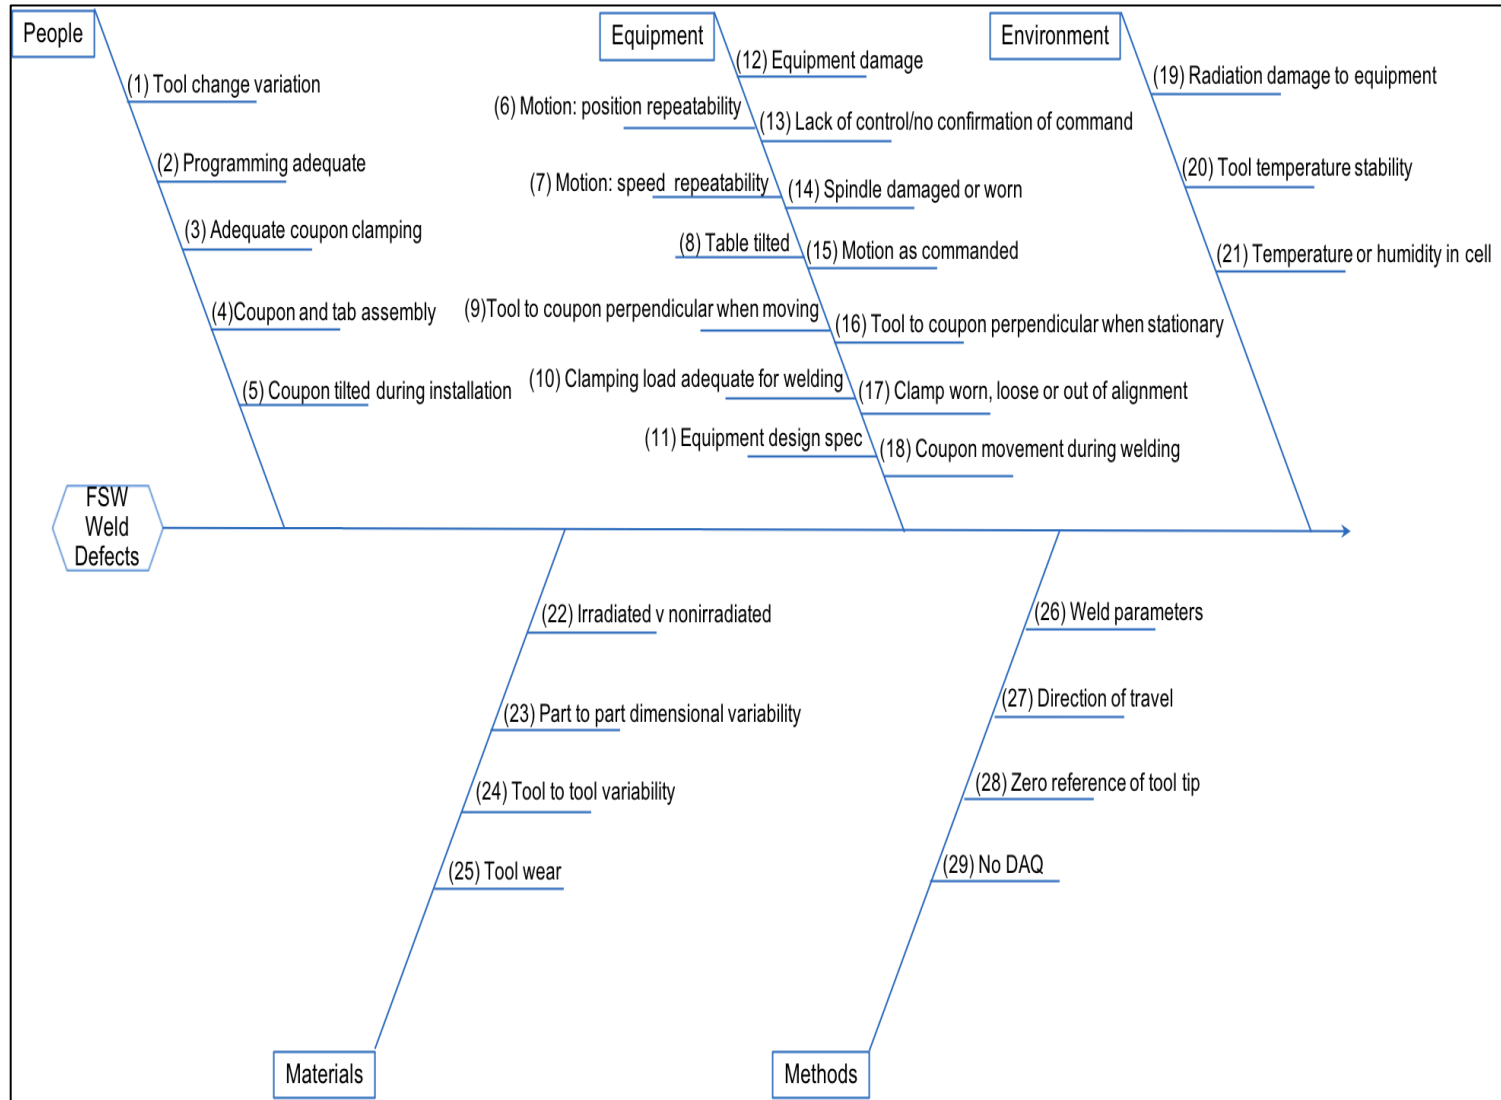 People
(1) Tool change variation
(2) Programming adequate
(3) Adequate coupon clamping
(4)Coupon and tab assembly
(5) Coupon tilted during installation
Equipment
(6) Motion: position repeatability
(7) Motion: speed repeatability
(8) Table tilted
(9)Tool to coupon perpendicular when moving
(10) Clamping load adequate for welding
(11) Equipment design spec
(12) Equipment damage
(13) Lack of control/no confirmation of command
(14) Spindle damaged or worn
(15) Motion as commanded
(16) Tool to coupon perpendicular when stationary
(17) Clamp worn, loose or out of alignment
(18) Coupon movement during welding
Environment
(19) Radiation damage to equipment
(20) Tool temperature stability
(21) Temperature or humidity in cell
FSW
Weld
Defects
(22) Irradiated v nonirradiated
(23) Part to part dimensional variability
(24) Tool to tool variability
(25) Tool wear
Materials
(26) Weld parameters
(27) Direction of travel
(28) Zero reference of tool tip
(29) No DAQ
Methods